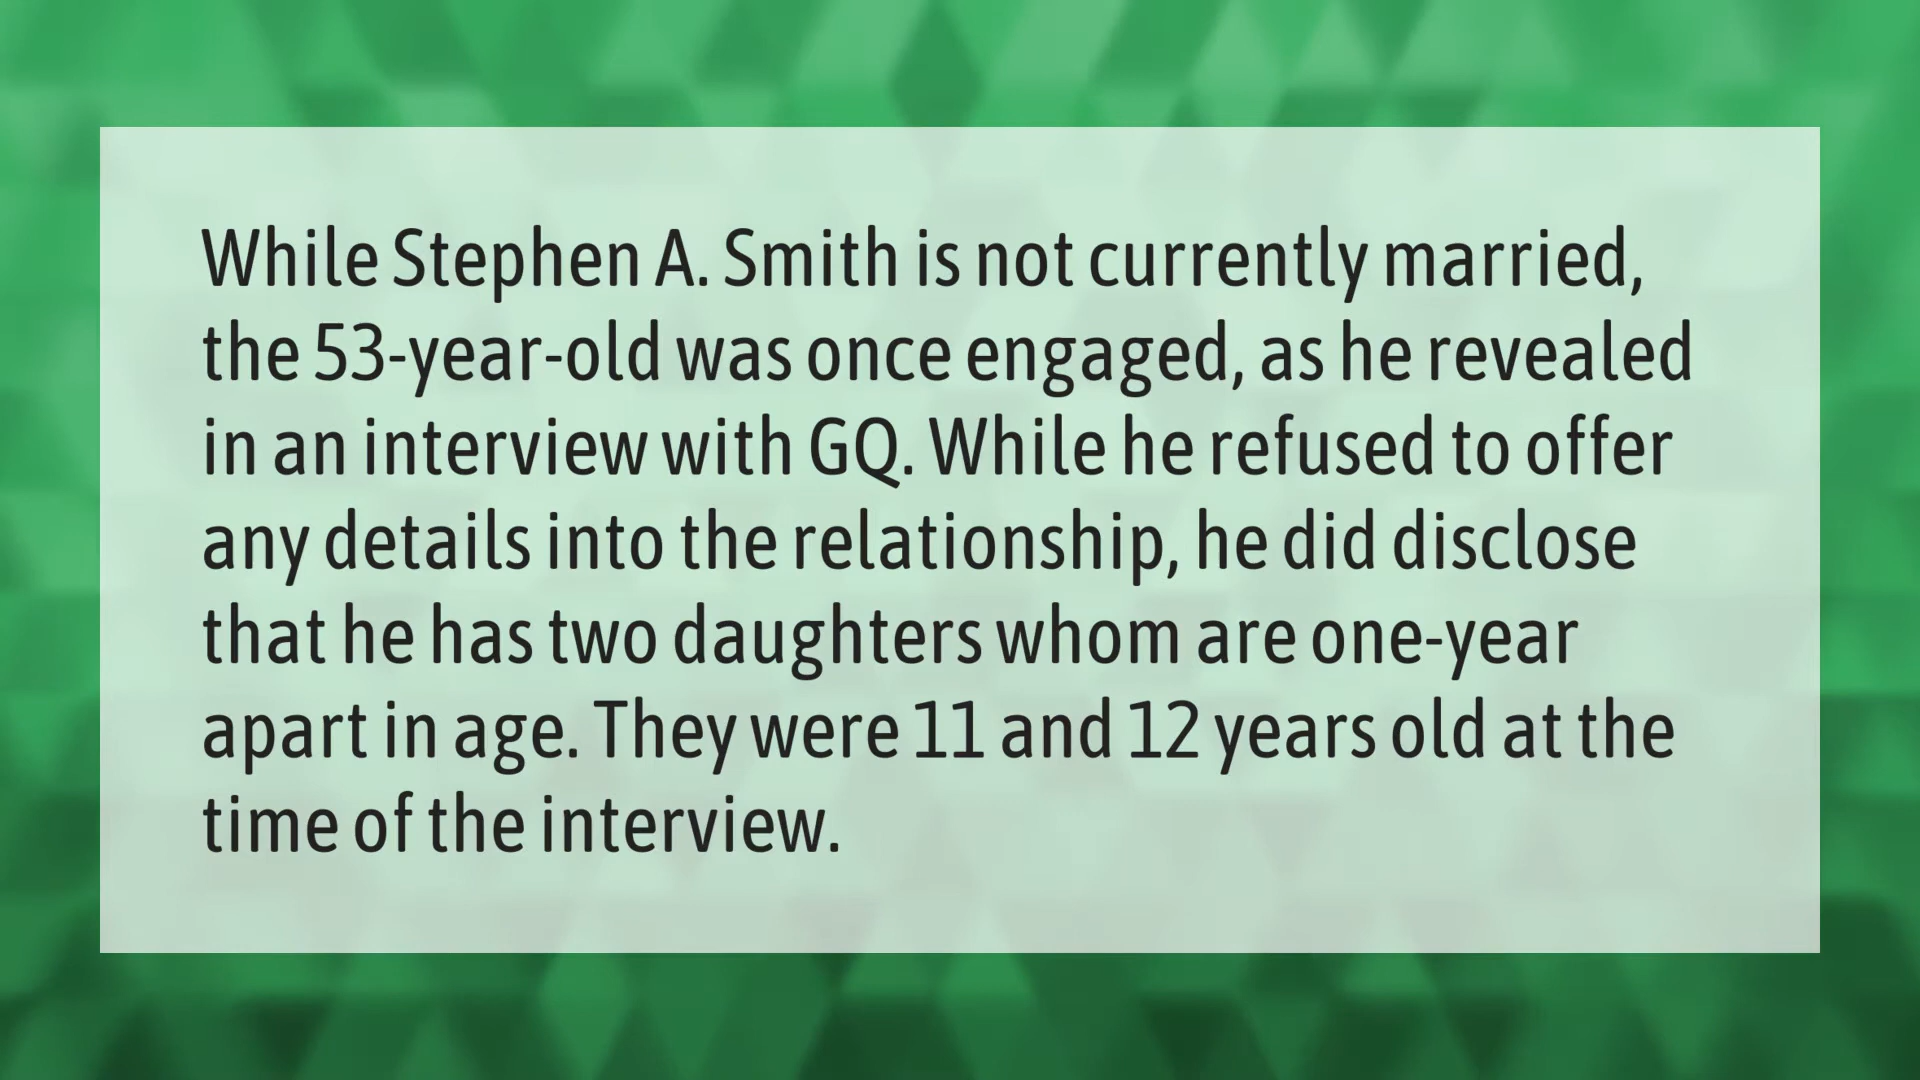 While Stephen A. Smith is not currently married,
the 53-year-old was once engaged, as he revealed
in an interview with GQ. While he refused to offer
any details into the relationship, he did disclose
that he has two daughters whom are one-year
apart in age. They were 11 and 12 years old at the
time of the interview.